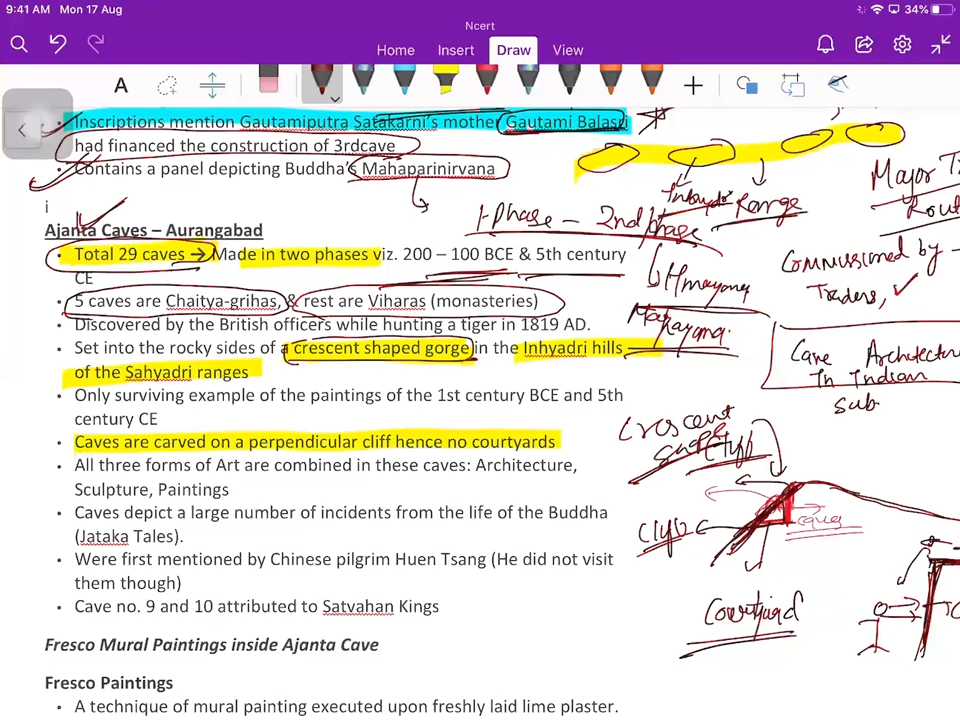 9:41 AM Mon 17 Aug
34%
Ncert
Home Insert Draw View
A
Inscriptions mention Gautamiputra Satakarni's mother Gautami Balasri
had financed the construction of 3rdcave
Contains a panel depicting Buddha's Mahaparinirvana
i
Ajanta Caves – Aurangabad
Total 29 caves → Made in two phases viz. 200 – 100 BCE & 5th century
CE
5 caves are Chaitya-grihas, & rest are Viharas (monasteries)
Discovered by the British officers while hunting a tiger in 1819 AD.
Set into the rocky sides of a crescent shaped gorge in the Inhyadri hills
of the Sahyadri ranges
Only surviving example of the paintings of the 1st century BCE and 5th
century CE
Caves are carved on a perpendicular cliff hence no courtyards
All three forms of Art are combined in these caves: Architecture,
Sculpture, Paintings
Caves depict a large number of incidents from the life of the Buddha
(Jataka Tales).
Were first mentioned by Chinese pilgrim Huen Tsang (He did not visit
them though)
Cave no. 9 and 10 attributed to Satvahan Kings
Fresco Mural Paintings inside Ajanta Cave
Fresco Paintings
A technique of mural painting executed upon freshly laid lime plaster.
Range
1-Phase – 2nd phase
Hinayana
Mahayana
Major T
Rout
Commissioned by –
Traders,
Cave Architecture
In Indian
Sub
Crescent
Cliff
caves
Courtyard